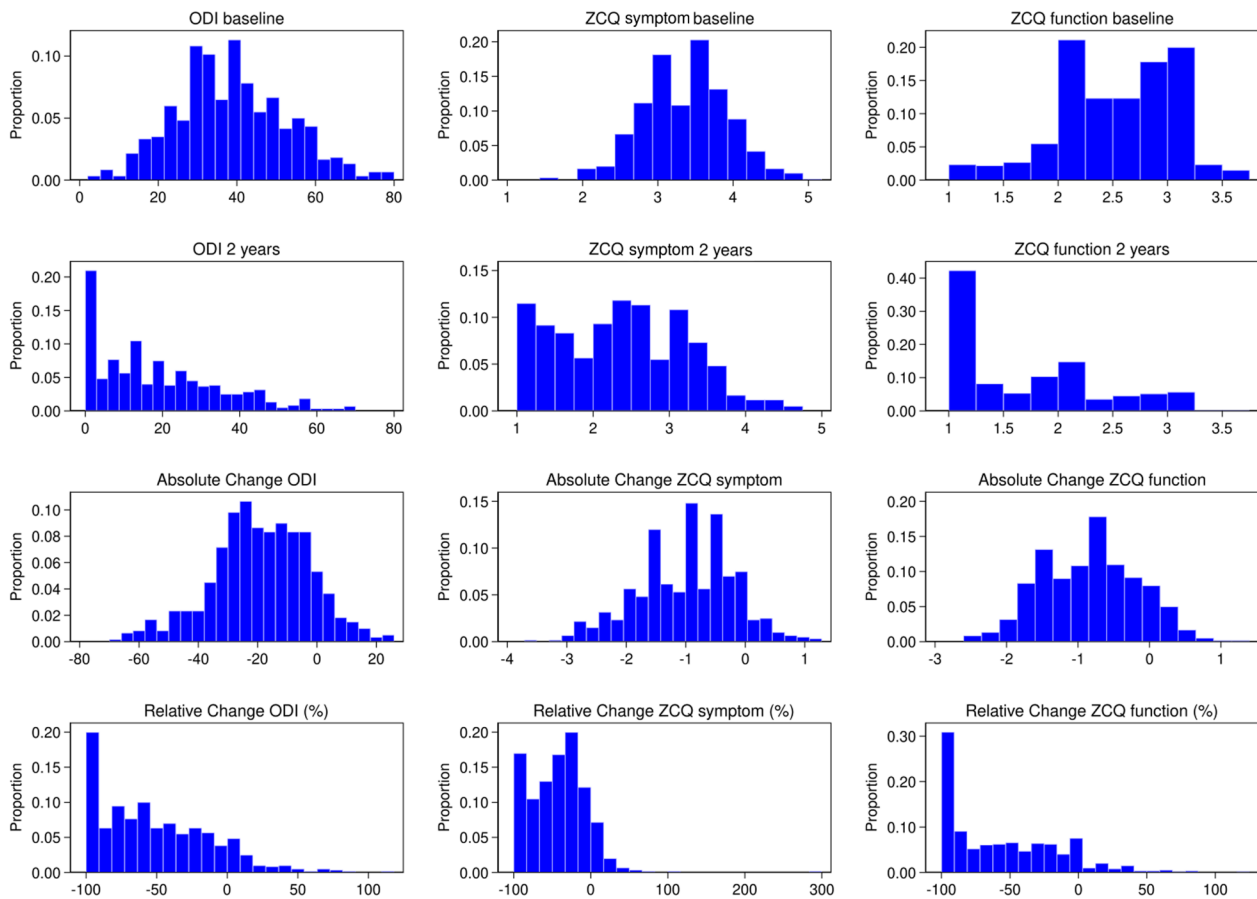 ODI baseline
Proportion
0.10
0.05
0.00
0 20 40 60 80
ZCQ symptom baseline
Proportion
0.20
0.15
0.10
0.05
0.00
1 2 3 4 5
ZCQ function baseline
Proportion
0.20
0.15
0.10
0.05
0.00
1 1.5 2 2.5 3 3.5
ODI 2 years
Proportion
0.20
0.15
0.10
0.05
0.00
0 20 40 60 80
ZCQ symptom 2 years
Proportion
0.15
0.10
0.05
0.00
1 2 3 4 5
ZCQ function 2 years
Proportion
0.40
0.30
0.20
0.10
0.00
1 1.5 2 2.5 3 3.5
Absolute Change ODI
Proportion
0.10
0.08
0.06
0.04
0.02
0.00
-80 -60 -40 -20 0 20
Absolute Change ZCQ symptom
Proportion
0.15
0.10
0.05
0.00
-4 -3 -2 -1 0 1
Absolute Change ZCQ function
Proportion
0.20
0.15
0.10
0.05
0.00
-3 -2 -1 0 1
Relative Change ODI (%)
Proportion
0.20
0.15
0.10
0.05
0.00
-100 -50 0 50 100
Relative Change ZCQ symptom (%)
Proportion
0.20
0.15
0.10
0.05
0.00
-100 0 100 200 300
Relative Change ZCQ function (%)
Proportion
0.30
0.20
0.10
0.00
-100 -50 0 50 100